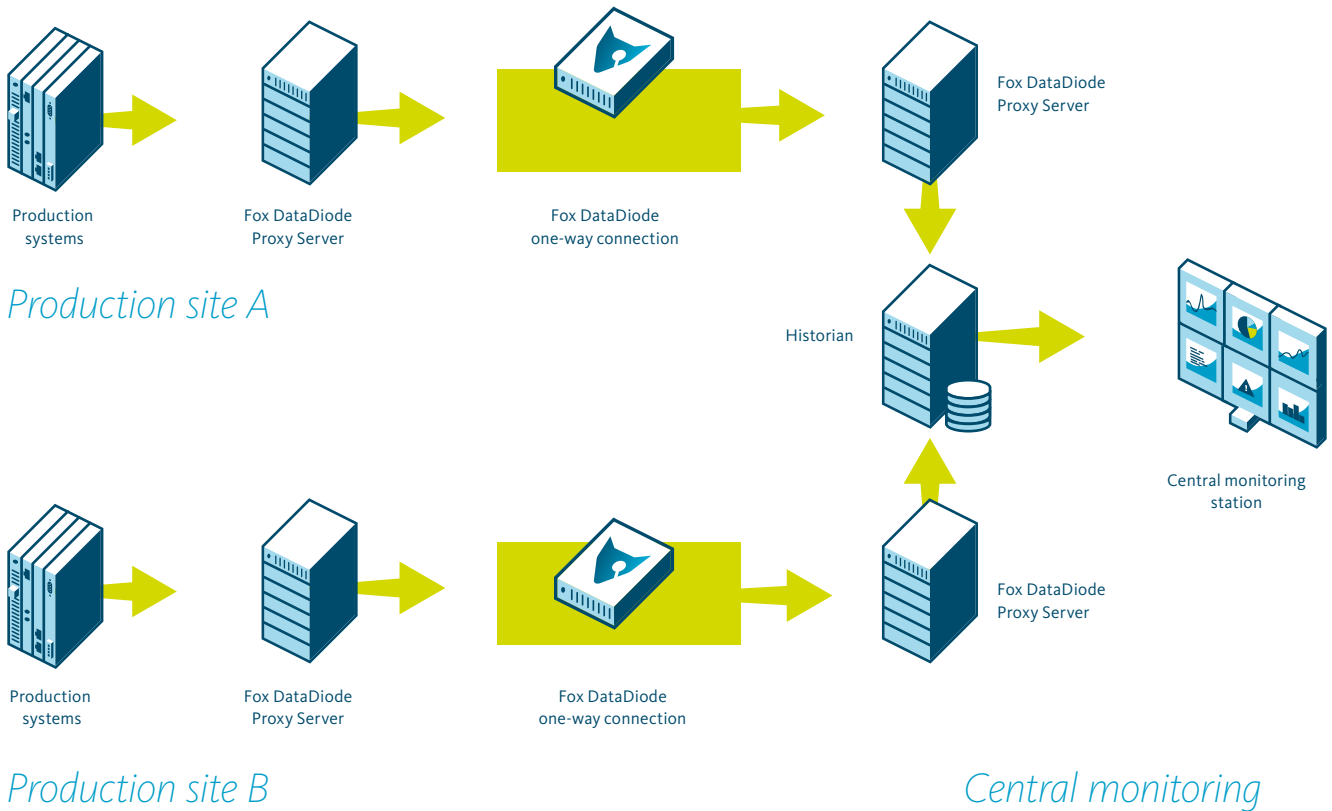 Production
systems
Fox DataDiode
Proxy Server
Fox DataDiode
one-way connection
Fox DataDiode
Proxy Server
Production site A
Historian
Central monitoring
station
Production
systems
Fox DataDiode
Proxy Server
Fox DataDiode
one-way connection
Fox DataDiode
Proxy Server
Production site B
Central monitoring